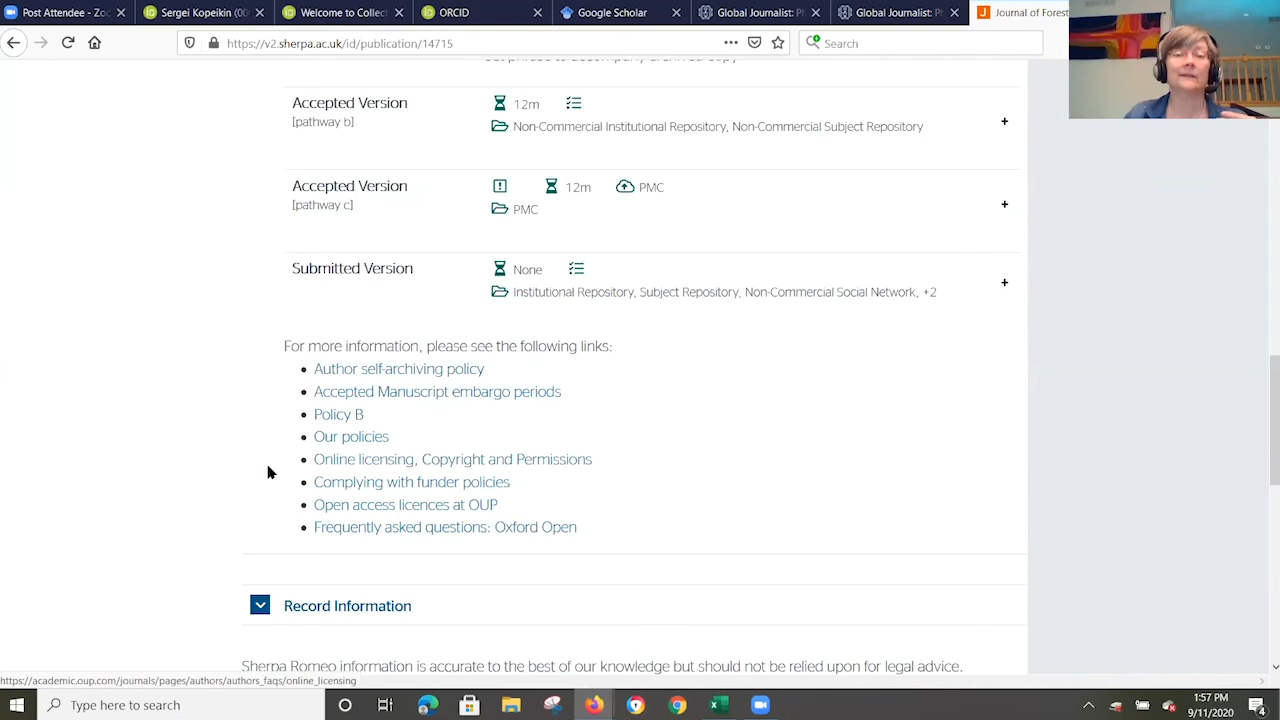 Post Attendee - Zoo
Sergei Kopeikin (00
Welcome to Collec
ORCID
Google Scholar
Global Journalist: Ph
Global Journalist: Ph
Journal of Forest
https://v2.sherpa.ac.uk/id/publication/14715
Search
Accepted Version
12m
[pathway b]
Non-Commercial Institutional Repository, Non-Commercial Subject Repository
+
Accepted Version
12m
PMC
[pathway c]
PMC
+
Submitted Version
None
Institutional Repository, Subject Repository, Non-Commercial Social Network, +2
+
For more information, please see the following links:
• Author self-archiving policy
• Accepted Manuscript embargo periods
• Policy B
• Our policies
• Online licensing, Copyright and Permissions
• Complying with funder policies
• Open access licences at OUP
• Frequently asked questions: Oxford Open
Record Information
Sherpa Romeo information is accurate to the best of our knowledge but should not be relied upon for legal advice.
https://academic.oup.com/journals/pages/authors/authors_faqs/online_licensing
Type here to search
1:57 PM
9/11/2020
4